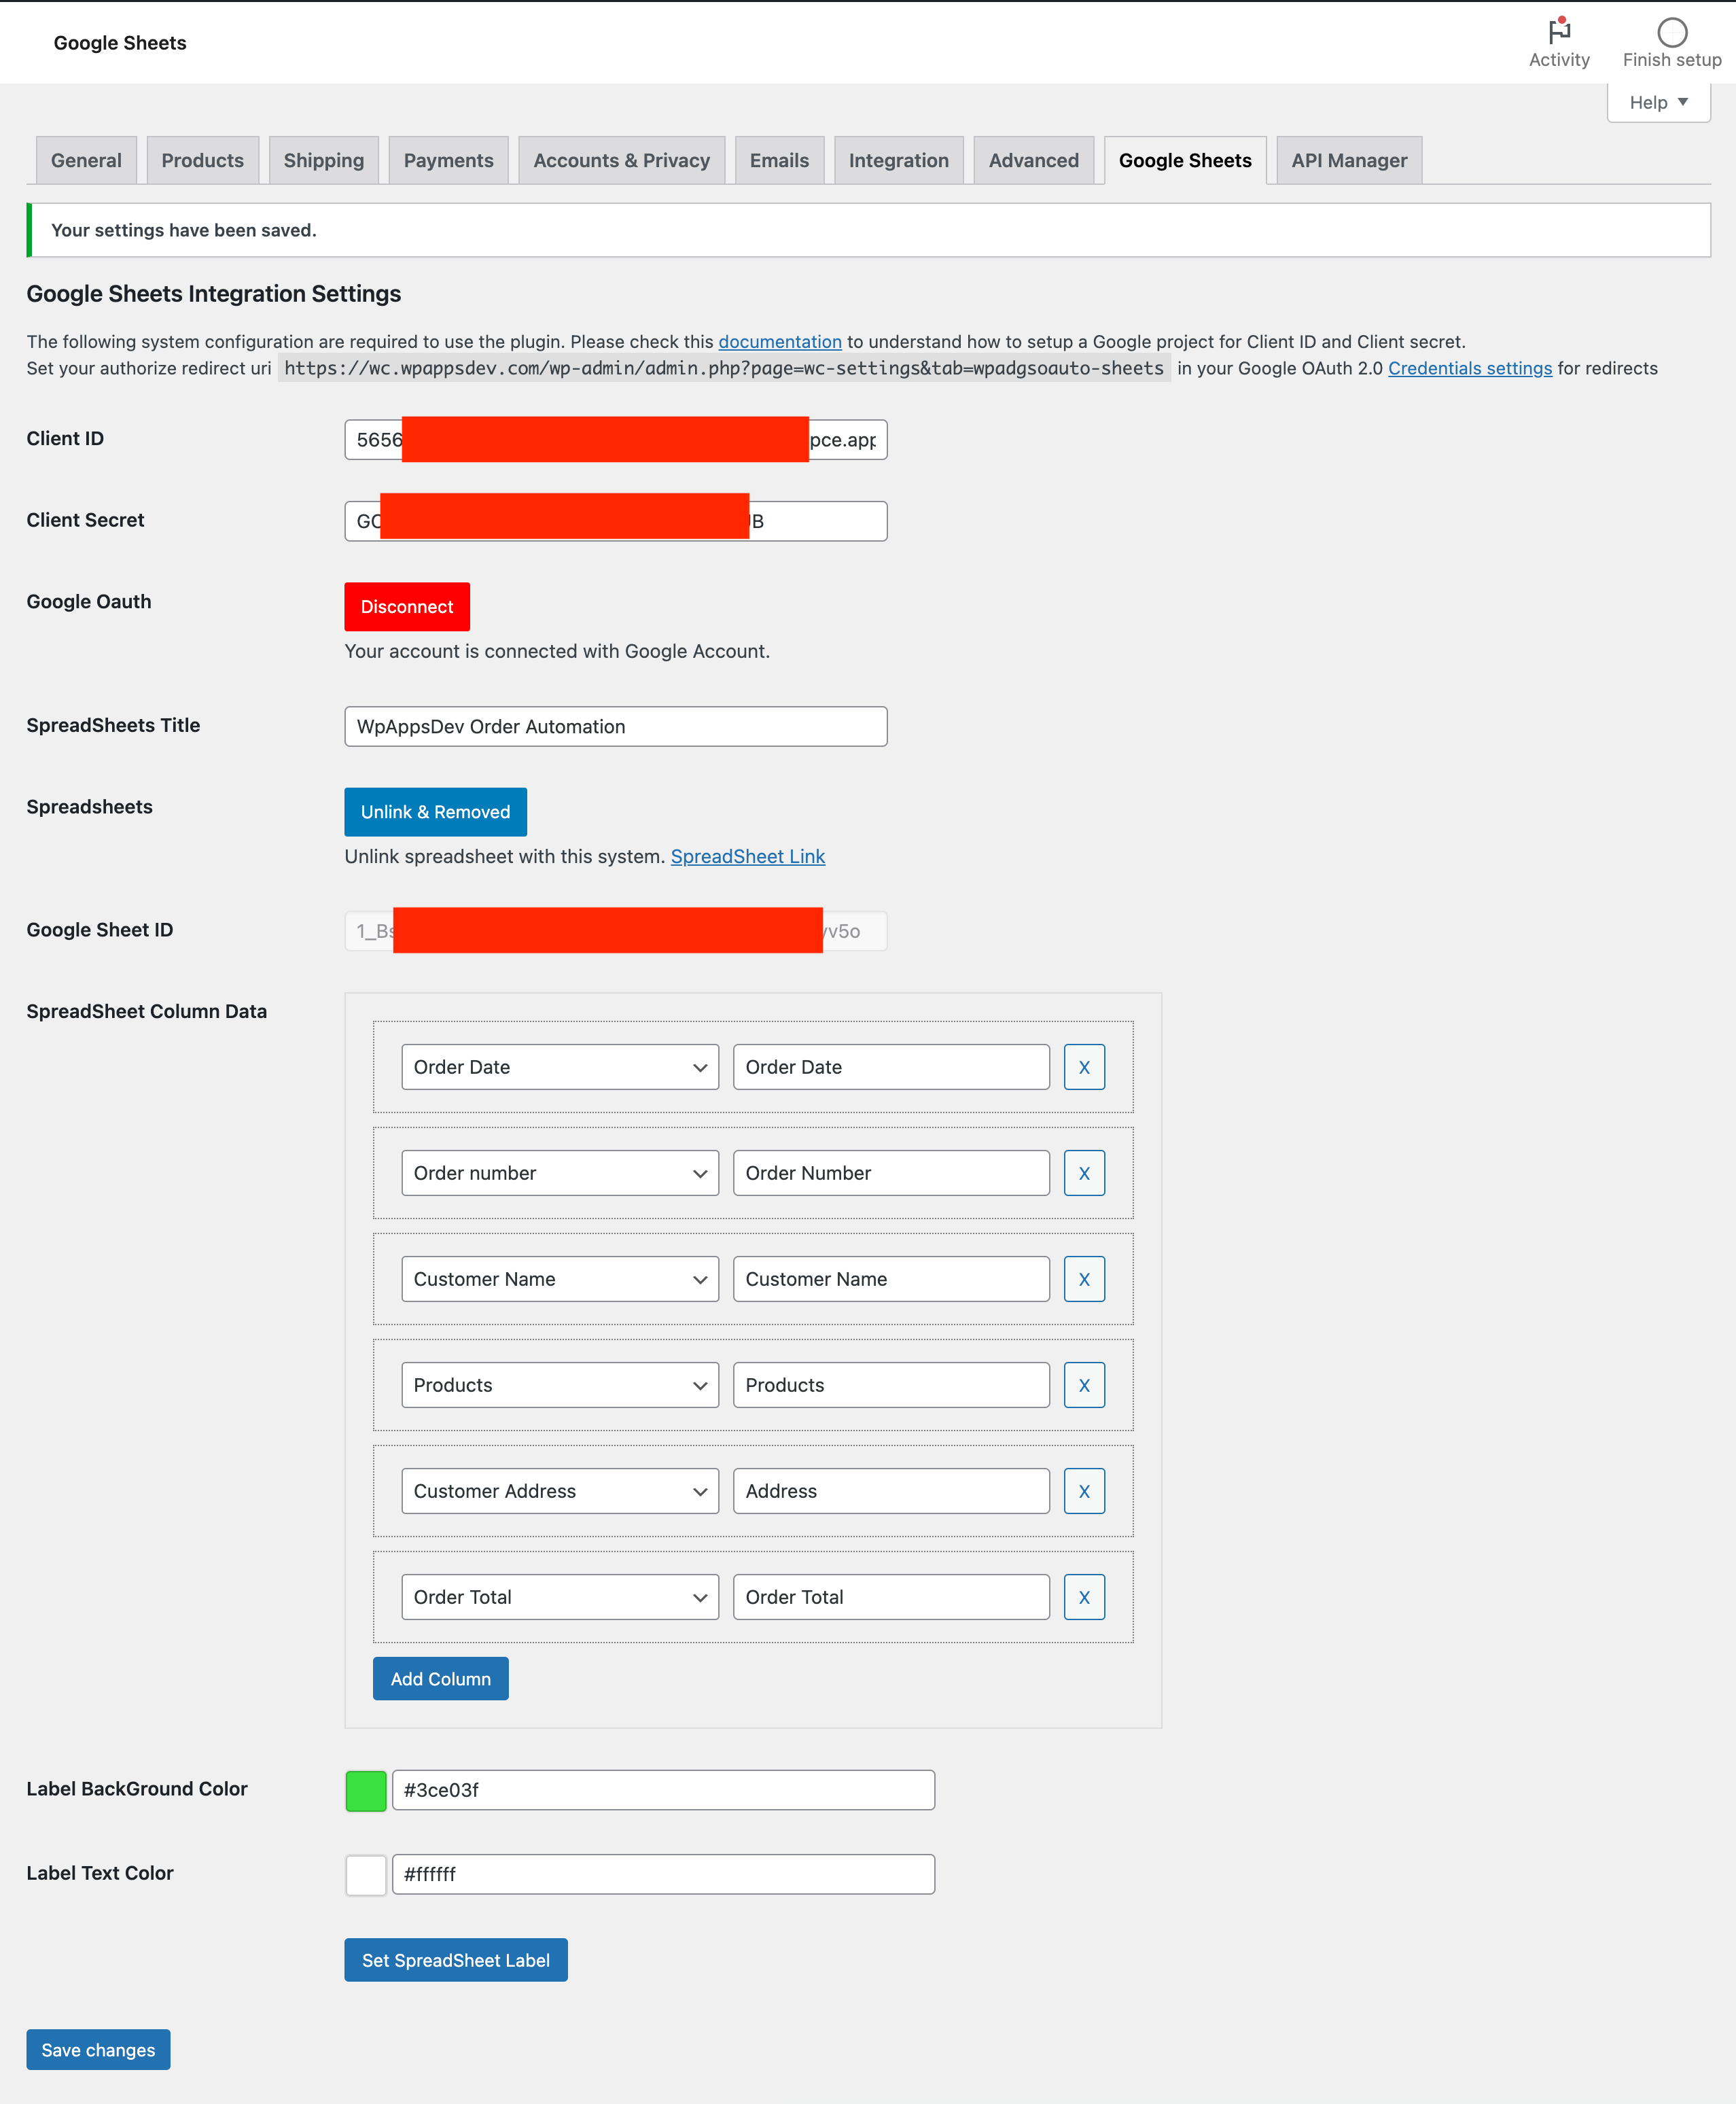 Google Sheets
Activity
Finish setup
Help
General Products Shipping Payments Accounts & Privacy Emails Integration Advanced Google Sheets API Manager
Your settings have been saved.
Google Sheets Integration Settings
The following system configuration are required to use the plugin. Please check this documentation to understand how to setup a Google project for Client ID and Client secret.
Set your authorize redirect uri https://wc.wpappsdev.com/wp-admin/admin.php?page=wc-settings&tab=wpadgsoauto-sheets in your Google OAuth 2.0 Credentials settings for redirects
Client ID 5656 pce.app
Client Secret GC B
Google Oauth Disconnect
Your account is connected with Google Account.
SpreadSheets Title WpAppsDev Order Automation
Spreadsheets Unlink & Removed
Unlink spreadsheet with this system. SpreadSheet Link
Google Sheet ID 1_Bs v5o
SpreadSheet Column Data
Order Date Order Date X
Order number Order Number X
Customer Name Customer Name X
Products Products X
Customer Address Address X
Order Total Order Total X
Add Column
Label BackGround Color #3ce03f
Label Text Color #ffffff
Set SpreadSheet Label
Save changes